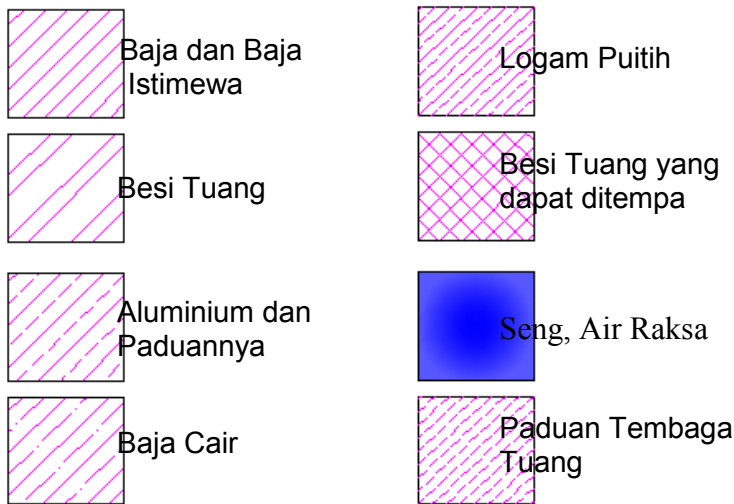 Baja dan Baja
Istimewa
Besi Tuang
Aluminium dan
Paduannya
Baja Cair
Logam Puitih
Besi Tuang yang
dapat ditempa
Seng, Air Raksa
Paduan Tembaga
Tuang